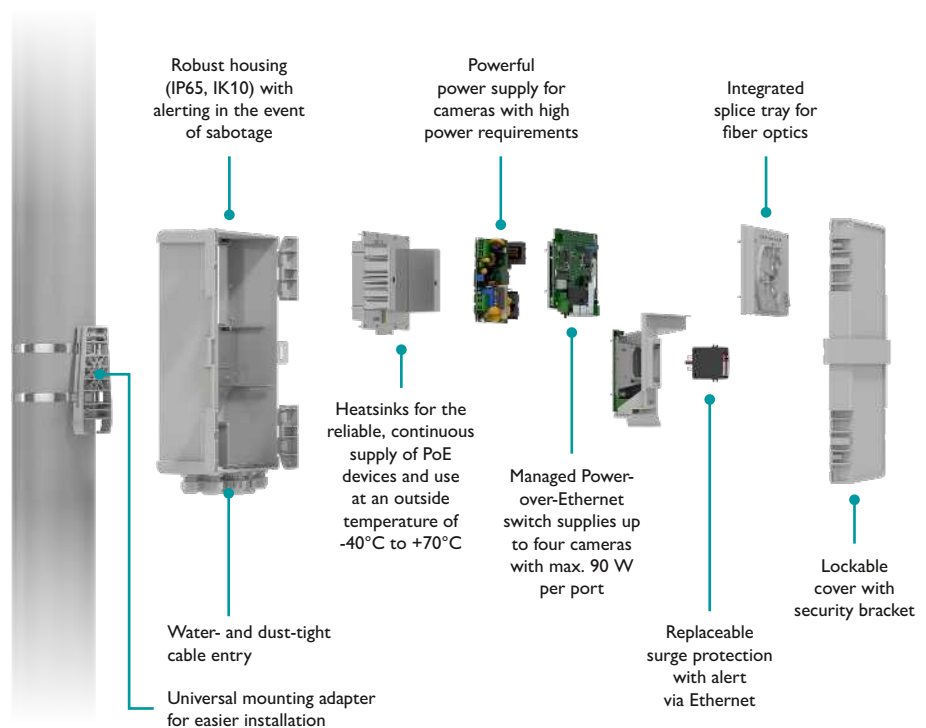 Robust housing
(IP65, IK10) with
alerting in the event
of sabotage
Powerful
power supply for
cameras with high
power requirements
Integrated
splice tray for
fiber optics
Heatsinks for the
reliable, continuous
supply of PoE
devices and use
at an outside
temperature of
-40°C to +70°C
Managed Power-
over-Ethernet
switch supplies up
to four cameras
with max. 90 W
per port
Lockable
cover with
security bracket
Water- and dust-tight
cable entry
Replaceable
surge protection
with alert
via Ethernet
Universal mounting adapter
for easier installation